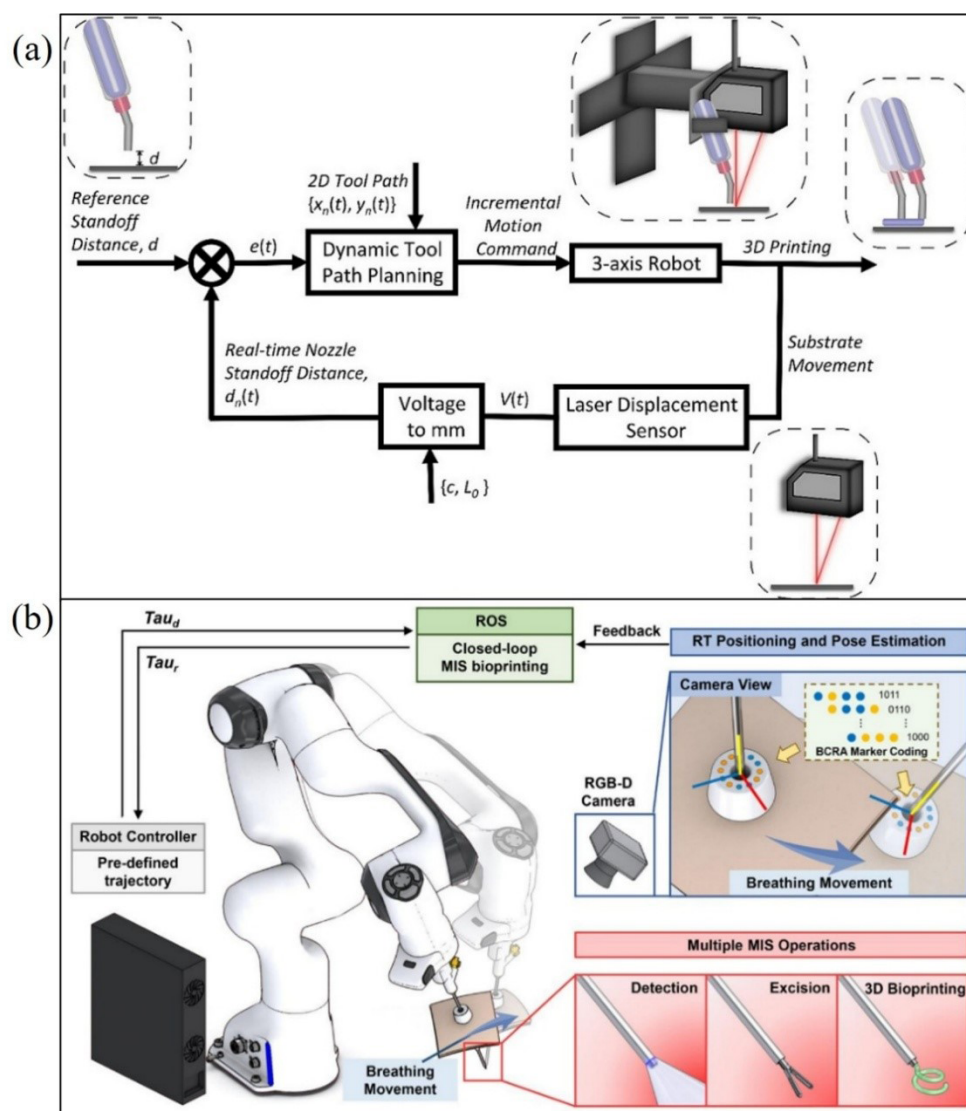 (a)
d
Reference
Standoff
Distance, d
e(t)
2D Tool Path
{xₙ(t), yₙ(t)}
Dynamic Tool
Path Planning
Incremental
Motion
Command
3-axis Robot
3D Printing
Substrate
Movement
Laser Displacement
Sensor
V(t)
Voltage
to mm
{c, L₀ }
Real-time Nozzle
Standoff Distance,
dₙ(t)
(b)
Tau_d
Tau_r
ROS
Closed-loop
MIS bioprinting
Feedback
RT Positioning and Pose Estimation
Camera View
1011
0110
⋮ ⋮
1000
BCRA Marker Coding
RGB-D
Camera
Breathing Movement
Robot Controller
Pre-defined
trajectory
Breathing
Movement
Multiple MIS Operations
Detection
Excision
3D Bioprinting